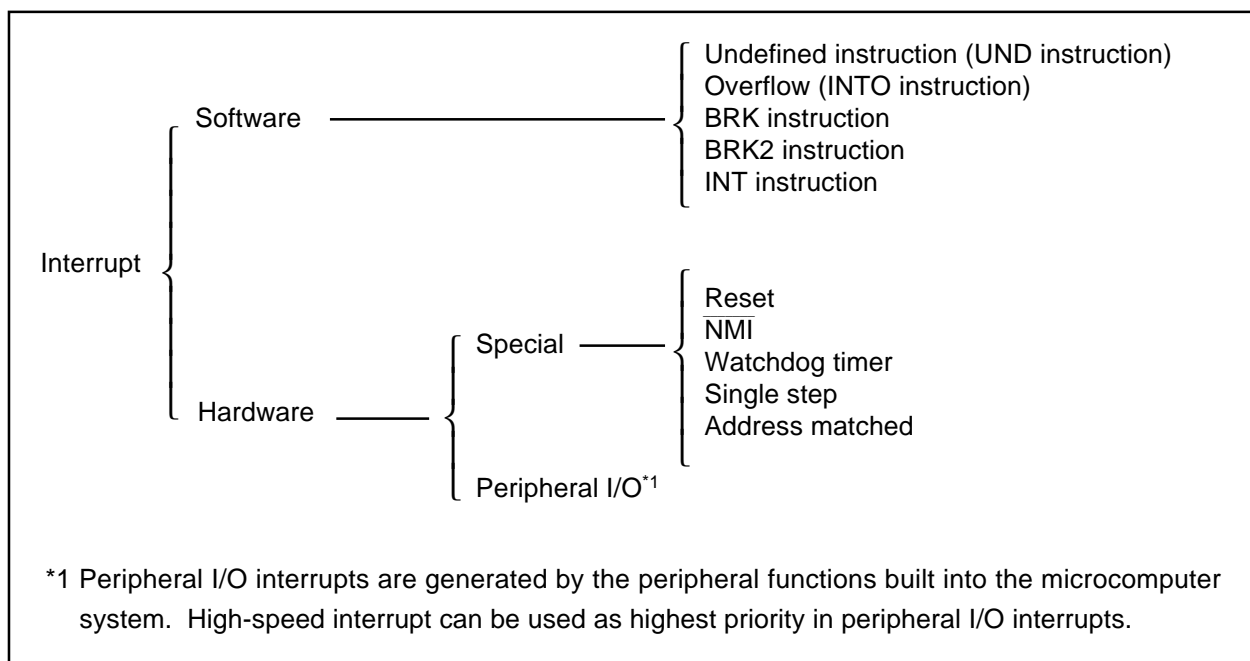 Undefined instruction (UND instruction)
Overflow (INTO instruction)
Software
BRK instruction
BRK2 instruction
INT instruction
Interrupt
Reset
NMI
Special
Watchdog timer
Single step
Hardware
Address matched
Peripheral I/O*1
*1 Peripheral I/O interrupts are generated by the peripheral functions built into the microcomputer
system. High-speed interrupt can be used as highest priority in peripheral I/O interrupts.